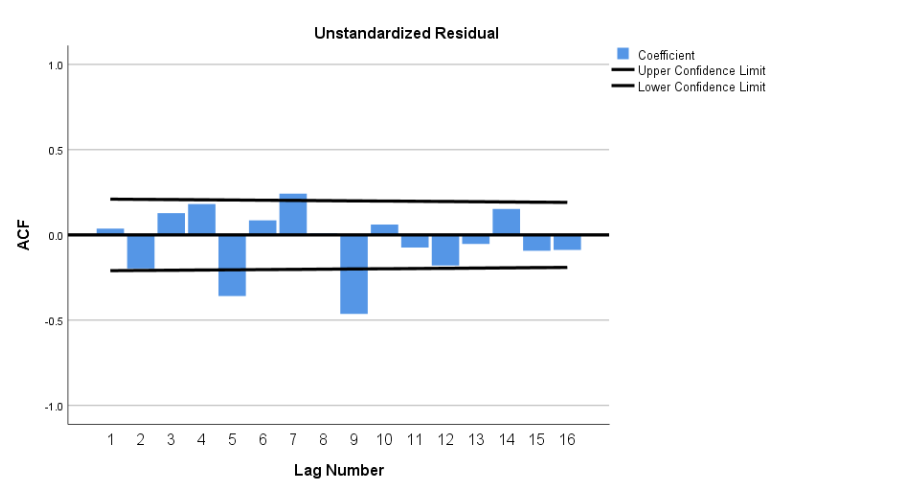 Unstandardized Residual
Coefficient
Upper Confidence Limit
Lower Confidence Limit
1.0
0.5
0.0
-0.5
-1.0
ACF
1 2 3 4 5 6 7 8 9 10 11 12 13 14 15 16
Lag Number